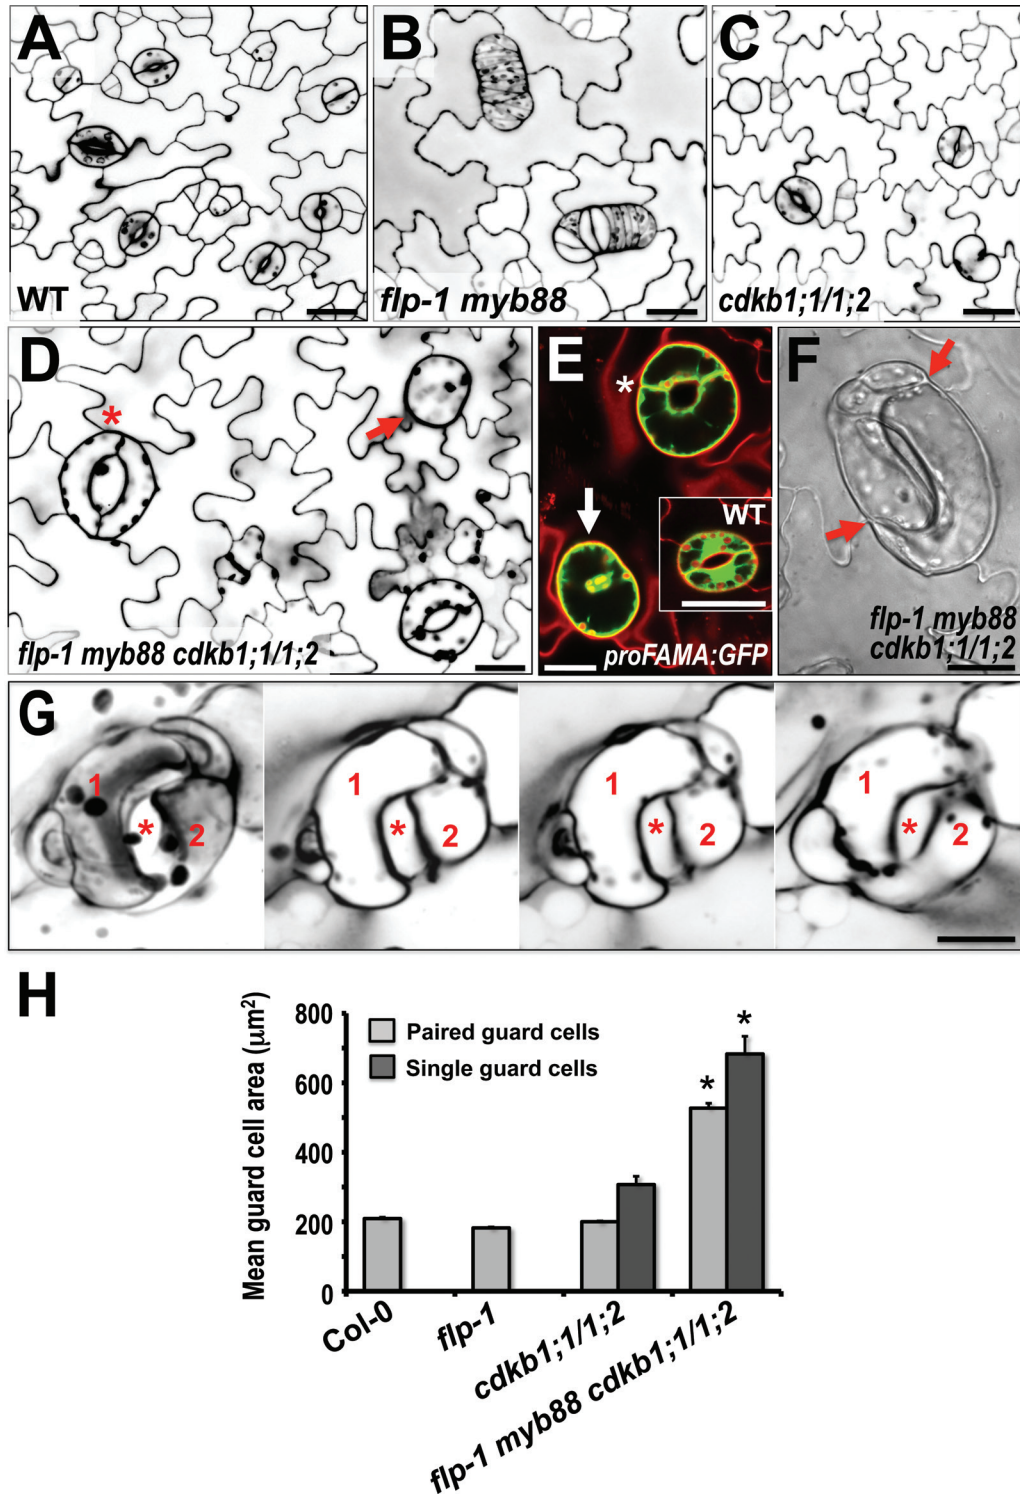 A
WT
B
flp-1 myb88
C
cdkb1;1/1;2
D
*
flp-1 myb88 cdkb1;1/1;2
E
*
WT
proFAMA:GFP
F
flp-1 myb88
cdkb1;1/1;2
G
1
*
2
1
*
2
1
*
2
1
*
2
H
Mean guard cell area (µm²)
800
600
400
200
0
Paired guard cells
Single guard cells
*
*
Col-0
flp-1
cdkb1;1/1;2
flp-1 myb88 cdkb1;1/1;2